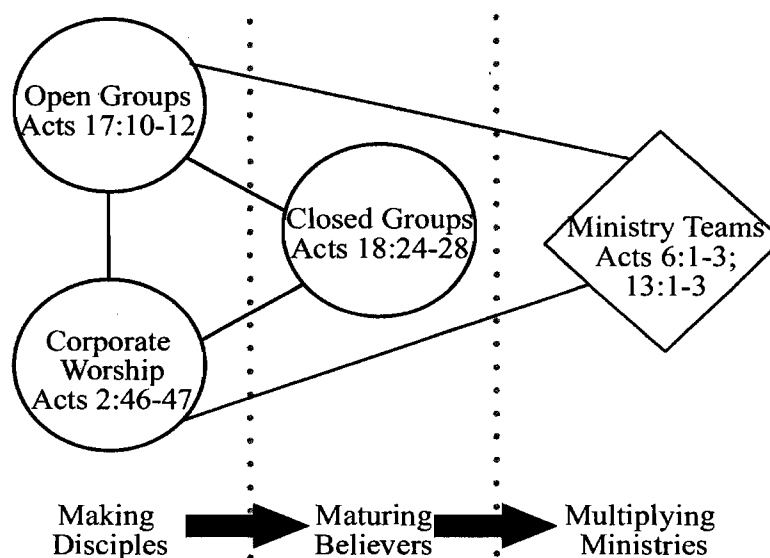 Open Groups
Acts 17:10-12
Closed Groups
Acts 18:24-28
Ministry Teams
Acts 6:1-3;
13:1-3
Corporate
Worship
Acts 2:46-47
Making
Disciples
Maturing
Believers
Multiplying
Ministries